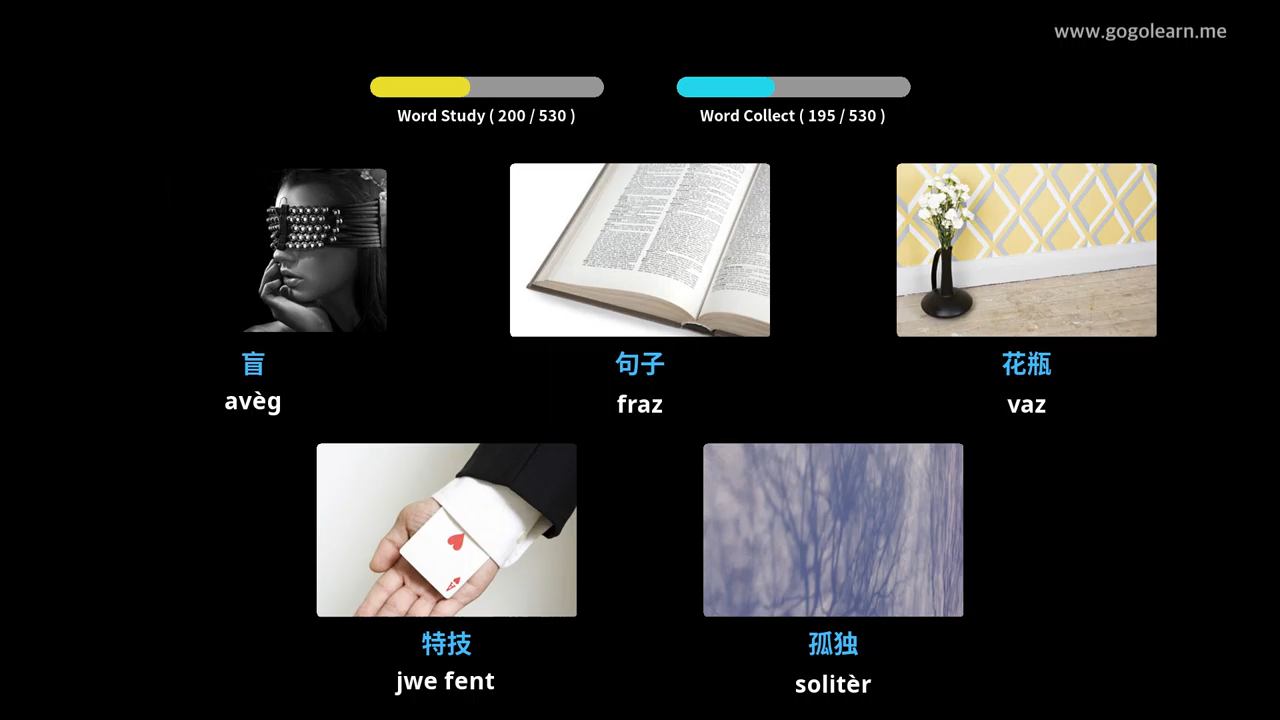 www.gogolearn.me
Word Study ( 200 / 530 )
Word Collect ( 195 / 530 )
盲
avèg
句子
fraz
花瓶
vaz
特技
jwe fent
孤独
solitèr